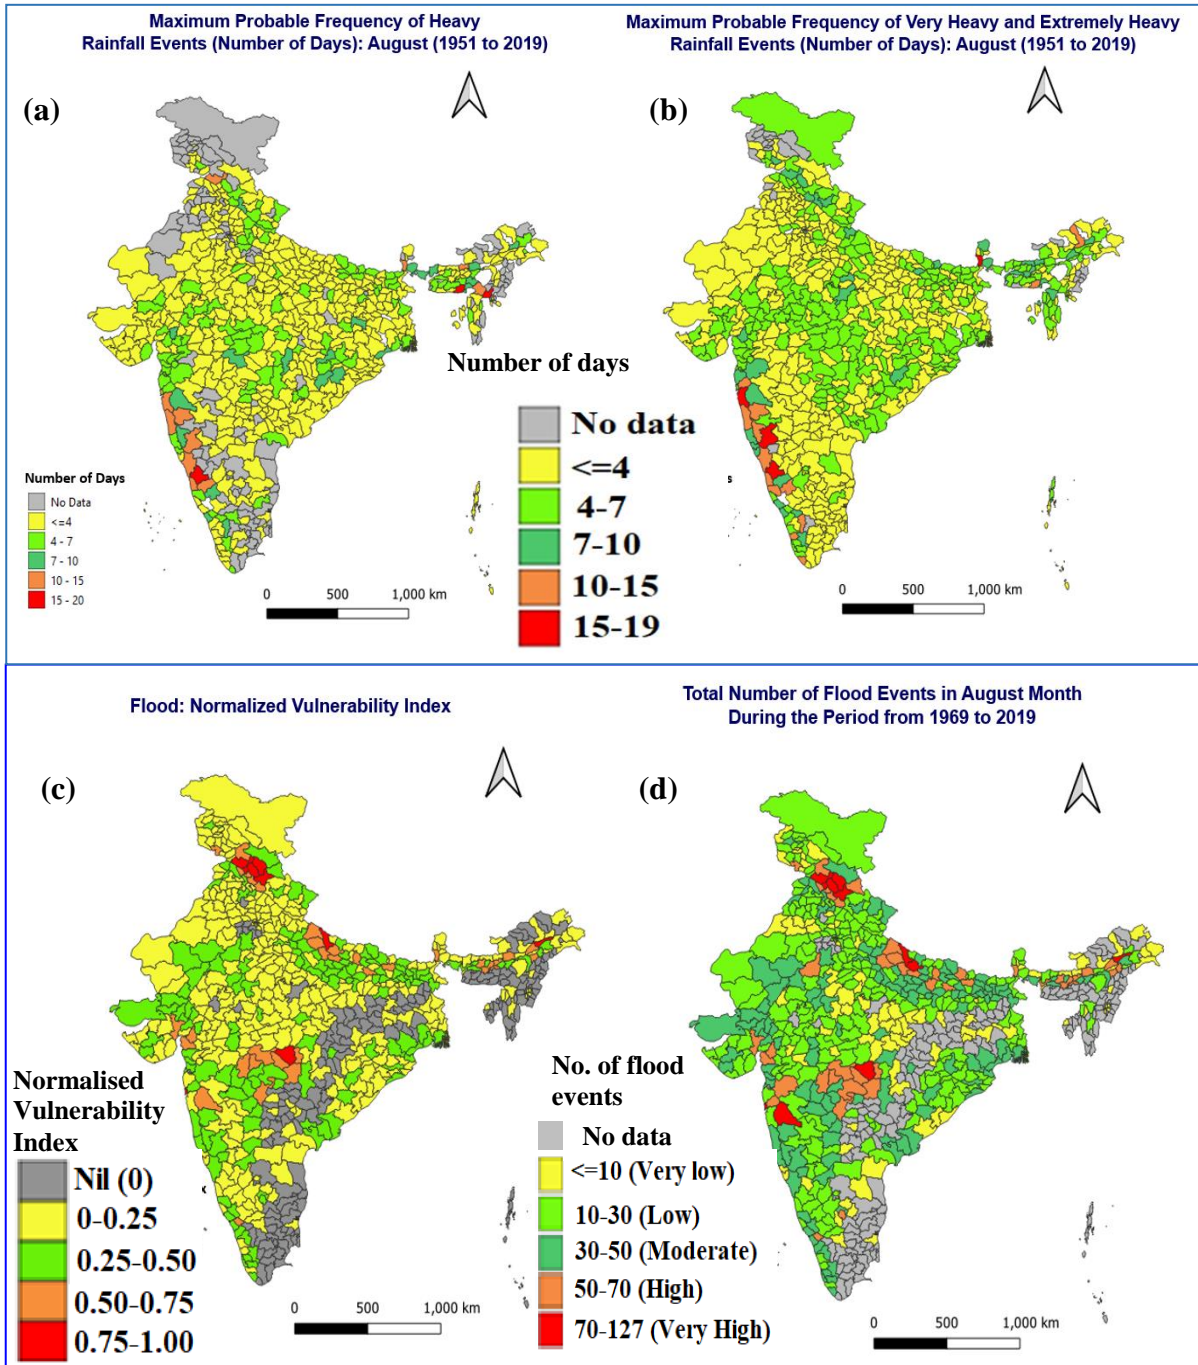 Maximum Probable Frequency of Heavy
Rainfall Events (Number of Days): August (1951 to 2019)
Maximum Probable Frequency of Very Heavy and Extremely Heavy
Rainfall Events (Number of Days): August (1951 to 2019)
(a)
(b)
Number of days
No data
<=4
4-7
7-10
10-15
15-19
Number of Days
No Data
<=4
4 - 7
7 - 10
10 - 15
15 - 20
0 500 1,000 km
s
0 500 1,000 km
Flood: Normalized Vulnerability Index
Total Number of Flood Events in August Month
During the Period from 1969 to 2019
(c)
(d)
Normalised
Vulnerability
Index
Nil (0)
0-0.25
0.25-0.50
0.50-0.75
0.75-1.00
0 500 1,000 km
No. of flood
events
No data
<=10 (Very low)
10-30 (Low)
30-50 (Moderate)
50-70 (High)
70-127 (Very High)
0 500 1,000 km